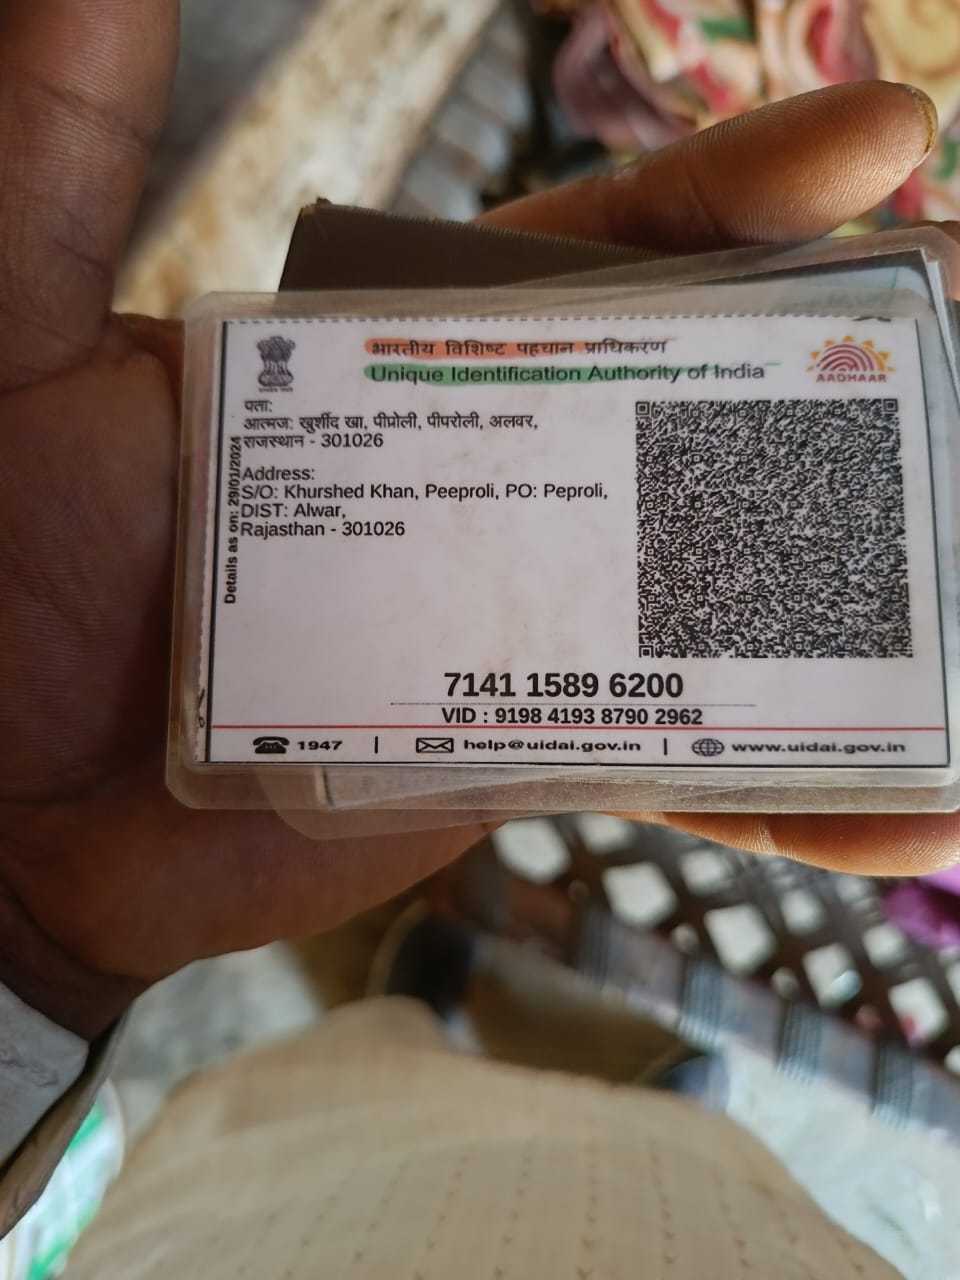 भारतीय विशिष्ट पहचान प्राधिकरण
Unique Identification Authority of India
AADHAAR
पता:
आत्मज: खुर्शीद खा, पीप्रोली, पीपरोली, अलवर,
राजस्थान - 301026
Address:
S/O: Khurshed Khan, Peeproli, PO: Peproli,
DIST: Alwar,
Rajasthan - 301026
Details as on: 29/01/2024
7141 1589 6200
VID : 9198 4193 8790 2962
1947 | help@uidai.gov.in | www.uidai.gov.in